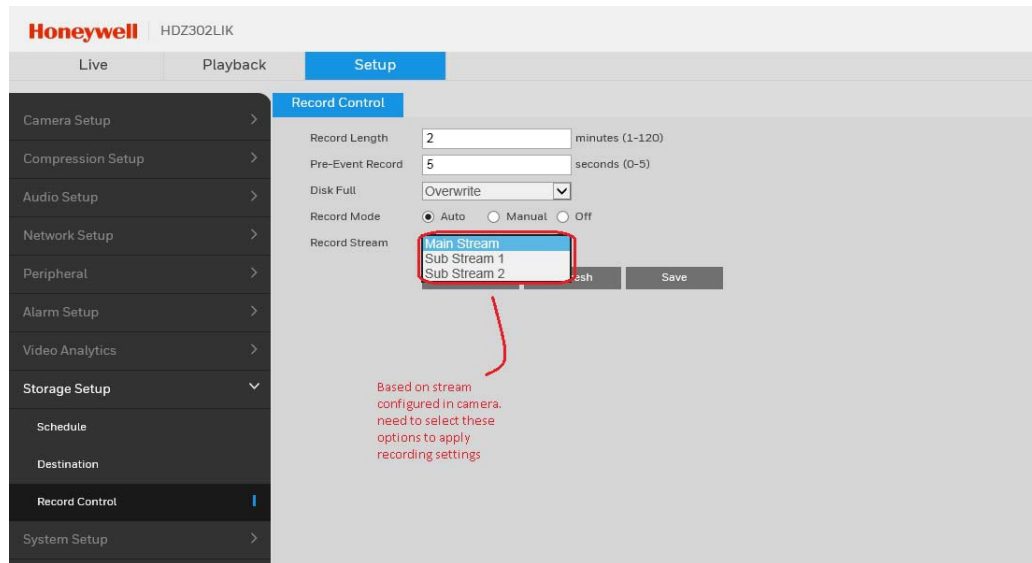 Honeywell HDZ302LIK
Live Playback Setup
Camera Setup
Compression Setup
Audio Setup
Network Setup
Peripheral
Alarm Setup
Video Analytics
Storage Setup
Schedule
Destination
Record Control
System Setup
Record Control
Record Length 2 minutes (1-120)
Pre-Event Record 5 seconds (0-5)
Disk Full Overwrite
Record Mode Auto Manual Off
Record Stream Main Stream
Sub Stream 1
Sub Stream 2
esh Save
Based on stream
configured in camera.
need to select these
options to apply
recording settings